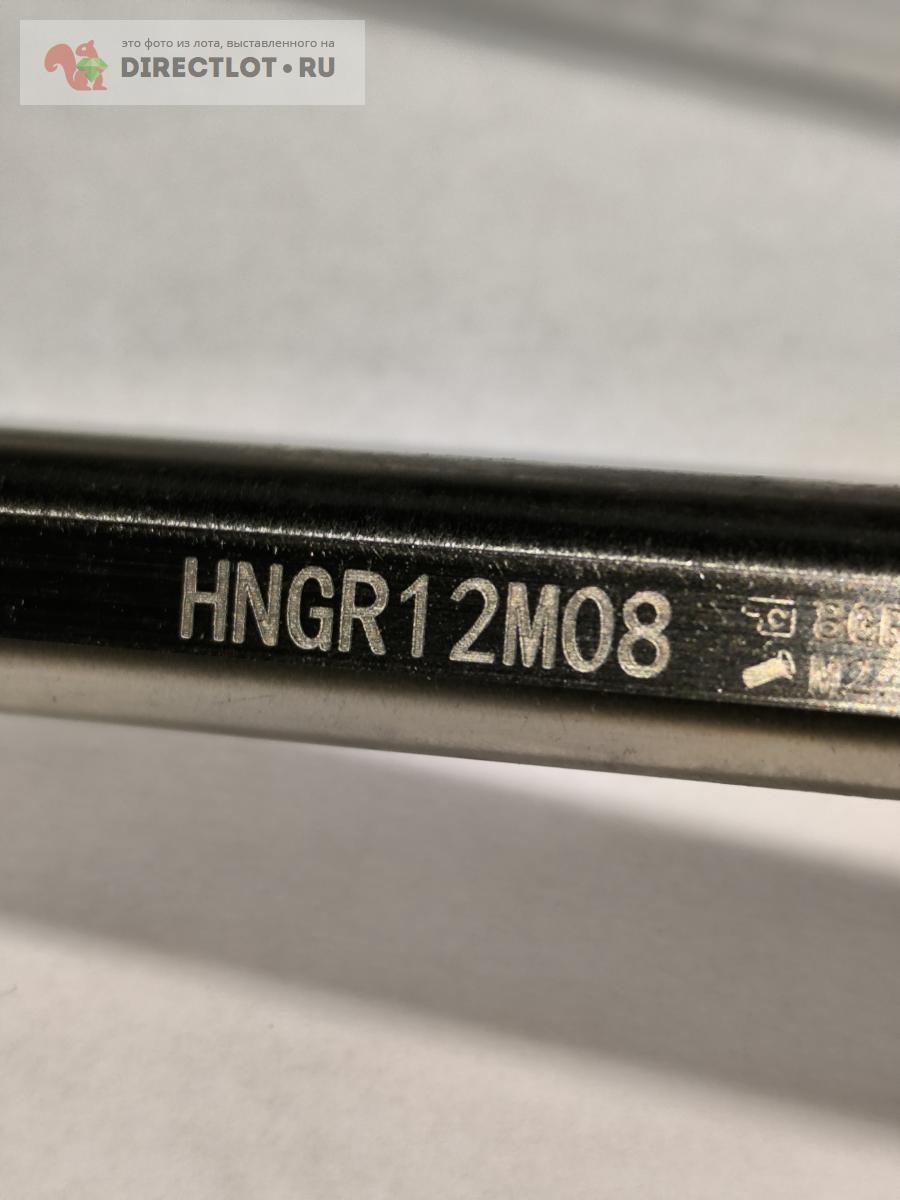 это фото из лота, выставленного на
DIRECTLOT•RU
HNGR12M08